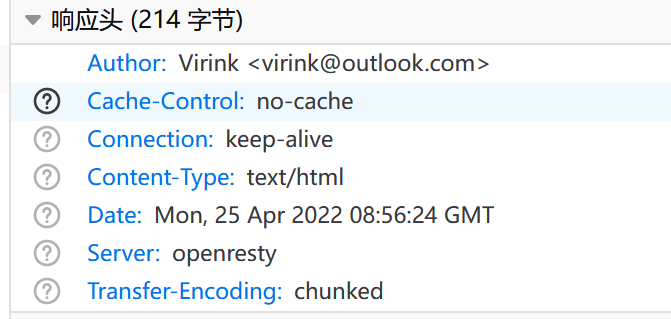 响应头 (214 字节)
Author: Virink <virink@outlook.com>
Cache-Control: no-cache
Connection: keep-alive
Content-Type: text/html
Date: Mon, 25 Apr 2022 08:56:24 GMT
Server: openresty
Transfer-Encoding: chunked